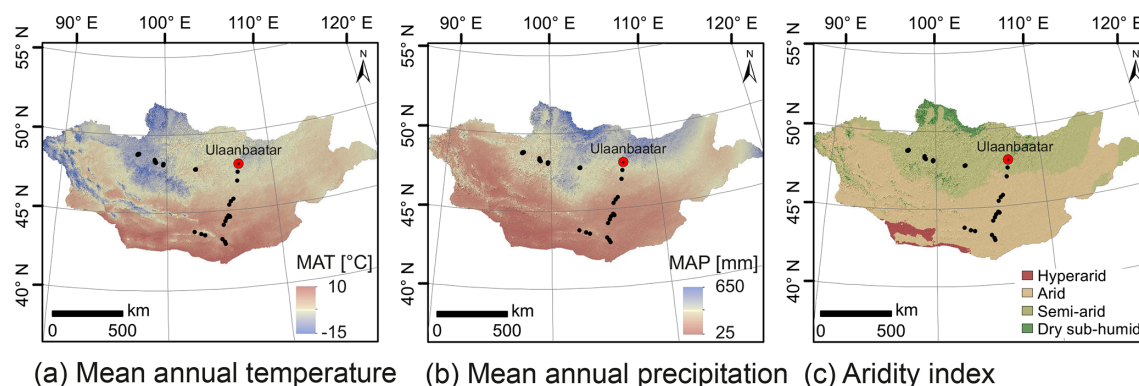 90° E 100° E 110° E 120° E
55° N
50° N
45° N
40° N
N
Ulaanbaatar
MAT [°C]
10
-15
km
0 500
(a) Mean annual temperature
90° E 100° E 110° E 120° E
55° N
50° N
45° N
40° N
N
Ulaanbaatar
MAP [mm]
650
25
km
0 500
(b) Mean annual precipitation
90° E 100° E 110° E 120° E
55° N
50° N
45° N
40° N
N
Ulaanbaatar
Hyperarid
Arid
Semi-arid
Dry sub-humid
km
0 500
(c) Aridity index